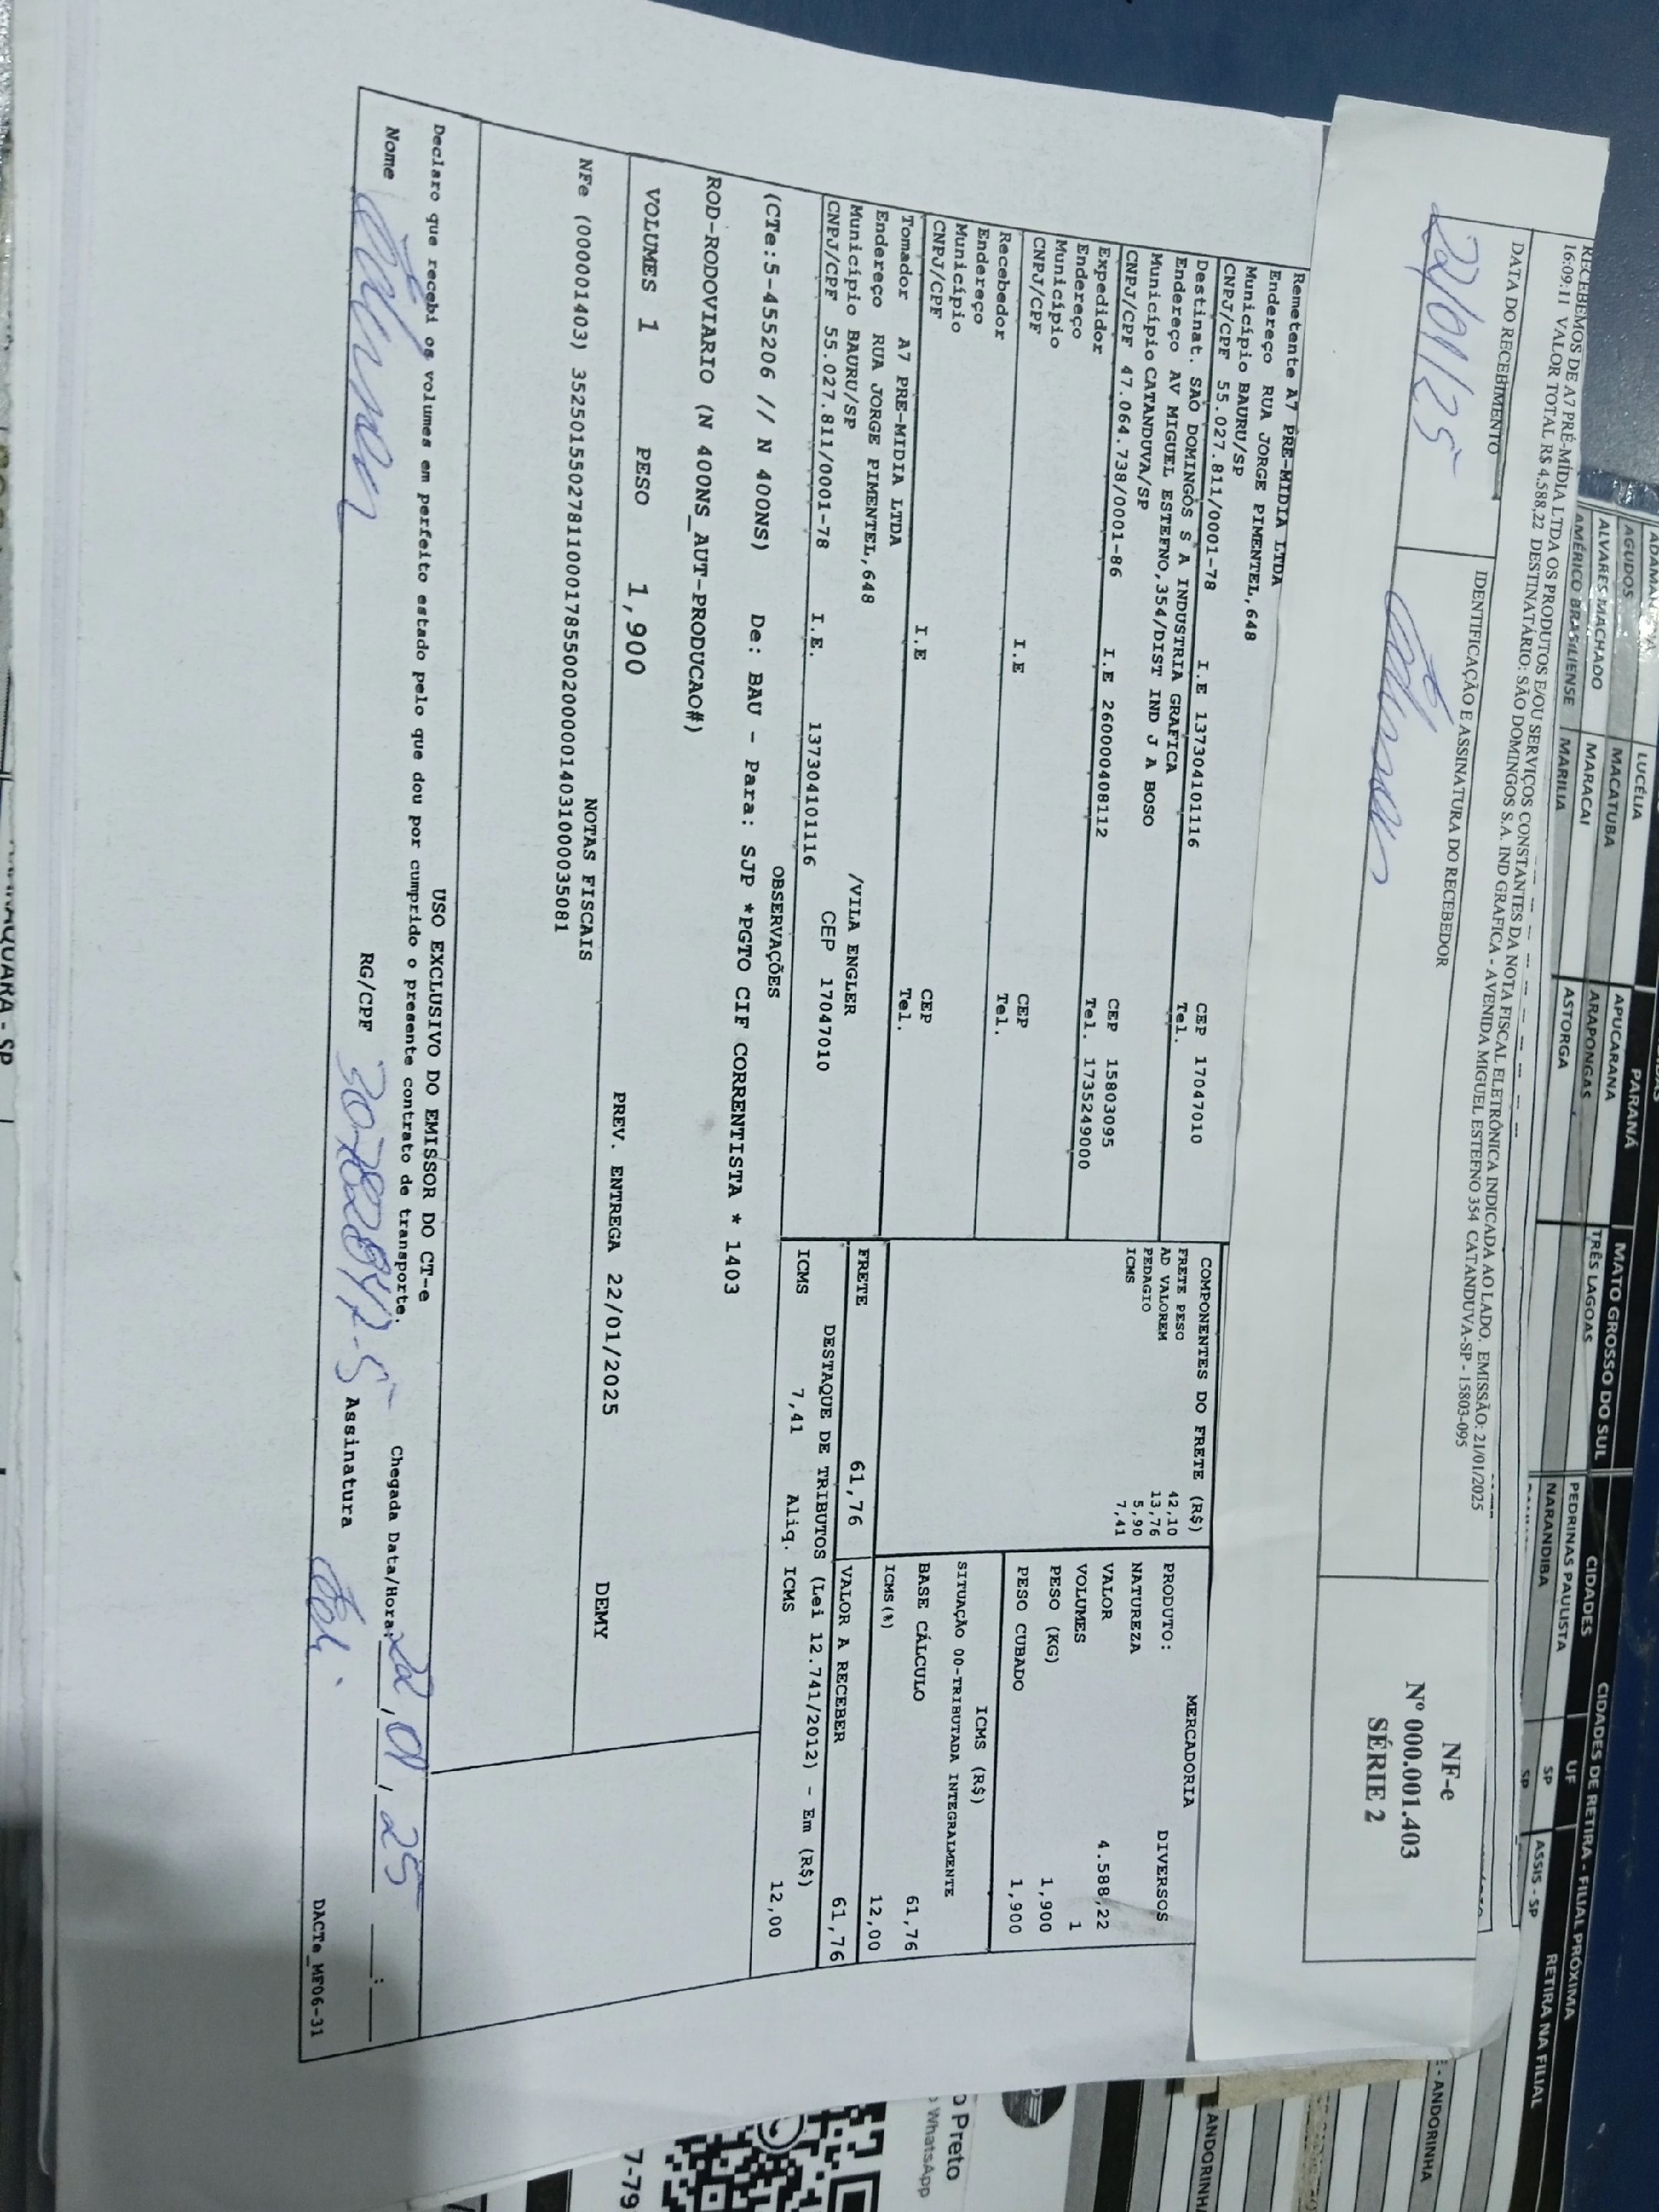 RECEBEMOS DE A7 PRÉ-MÍDIA LTDA OS PRODUTOS E/OU SERVIÇOS CONSTANTES DA NOTA FISCAL ELETRÔNICA INDICADA AO LADO. EMISSÃO: 21/01/2025
16:09:11 VALOR TOTAL R$ 4.588,22 DESTINATÁRIO: SÃO DOMINGOS S.A. IND GRAFICA - AVENIDA MIGUEL ESTEFNO 354 CATANDUVA-SP - 15803-095
DATA DO RECEBIMENTO
IDENTIFICAÇÃO E ASSINATURA DO RECEBEDOR
22/01/25
NF-e
Nº 000.001.403
SÉRIE 2
Remetente A7 PRE-MIDIA LTDA
Endereço RUA JORGE PIMENTEL,648
Município BAURU/SP
CEP 17047010
CNPJ/CPF 55.027.811/0001-78 I.E 13730410116
Tel.
Destinat. SAO DOMINGOS S A INDUSTRIA GRAFICA
Endereço AV MIGUEL ESTEFNO,354/DIST IND J A BOSO
Município CATANDUVA/SP
CEP 15803095
CNPJ/CPF 47.064.738/0001-86 I.E 260000408112
Tel. 1735249000
Expedidor
Endereço
Município
CEP
CNPJ/CPF I.E
Tel.
Recebedor
Endereço
Município
CEP
CNPJ/CPF I.E
Tel.
Tomador A7 PRE-MIDIA LTDA
Endereço RUA JORGE PIMENTEL,648 /VILA ENGLER
Município BAURU/SP CEP 17047010
CNPJ/CPF 55.027.811/0001-78 I.E. 137304101116
COMPONENTES DO FRETE (R$)
FRETE PESO 42,10
AD VALOREM 13,76
PEDAGIO 5,90
ICMS 7,41
MERCADORIA
PRODUTO: DIVERSOS
NATUREZA
VALOR 4.588,22
VOLUMES 1
PESO (KG) 1,900
PESO CUBADO 1,900
ICMS (R$)
SITUAÇÃO 00-TRIBUTADA INTEGRALMENTE
BASE CÁLCULO 61,76
ICMS(%) 12,00
FRETE 61,76 VALOR A RECEBER 61,76
DESTAQUE DE TRIBUTOS (Lei 12.741/2012) - Em (R$)
ICMS 7,41 Aliq. ICMS 12,00
OBSERVAÇÕES
(CTe:5-455206 // N 400NS) De: BAU - Para: SJP *PGTO CIF CORRENTISTA * 1403
ROD-RODOVIARIO (N 400NS_AUT-PRODUCAO#)
VOLUMES 1 PESO 1,900 PREV. ENTREGA 22/01/2025 DEMY
NOTAS FISCAIS
NFe (000001403) 35250155027811000178550020000014031000035081
USO EXCLUSIVO DO EMISSOR DO CT-e
Declaro que recebi os volumes em perfeito estado pelo que dou por cumprido o presente contrato de transporte.
Chegada Data/Hora: 22,01,25 :
Nome RG/CPF Assinatura
DACTe_MF06-31
AGUDOS
ALVARES MACHADO
AMÉRICO BRASILIENSE
LUCÉLIA
MACATUBA
MARACAI
MARILIA
PARANÁ
APUCARANA
ARAPONGAS
ASTORGA
MATO GROSSO DO SUL
TRÊS LAGOAS
CIDADES DE RETIRA - FILIAL PRÓXIMA
CIDADES UF RETIRA NA FILIAL
PEDRINAS PAULISTA SP ASSIS - SP
NARANDIBA SP
- ANDORINHA
o Preto
WhatsApp
7-79